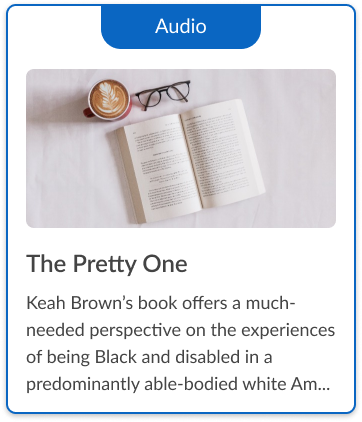 Audio
The Pretty One
Keah Brown’s book offers a much-
needed perspective on the experiences
of being Black and disabled in a
predominantly able-bodied white Am...